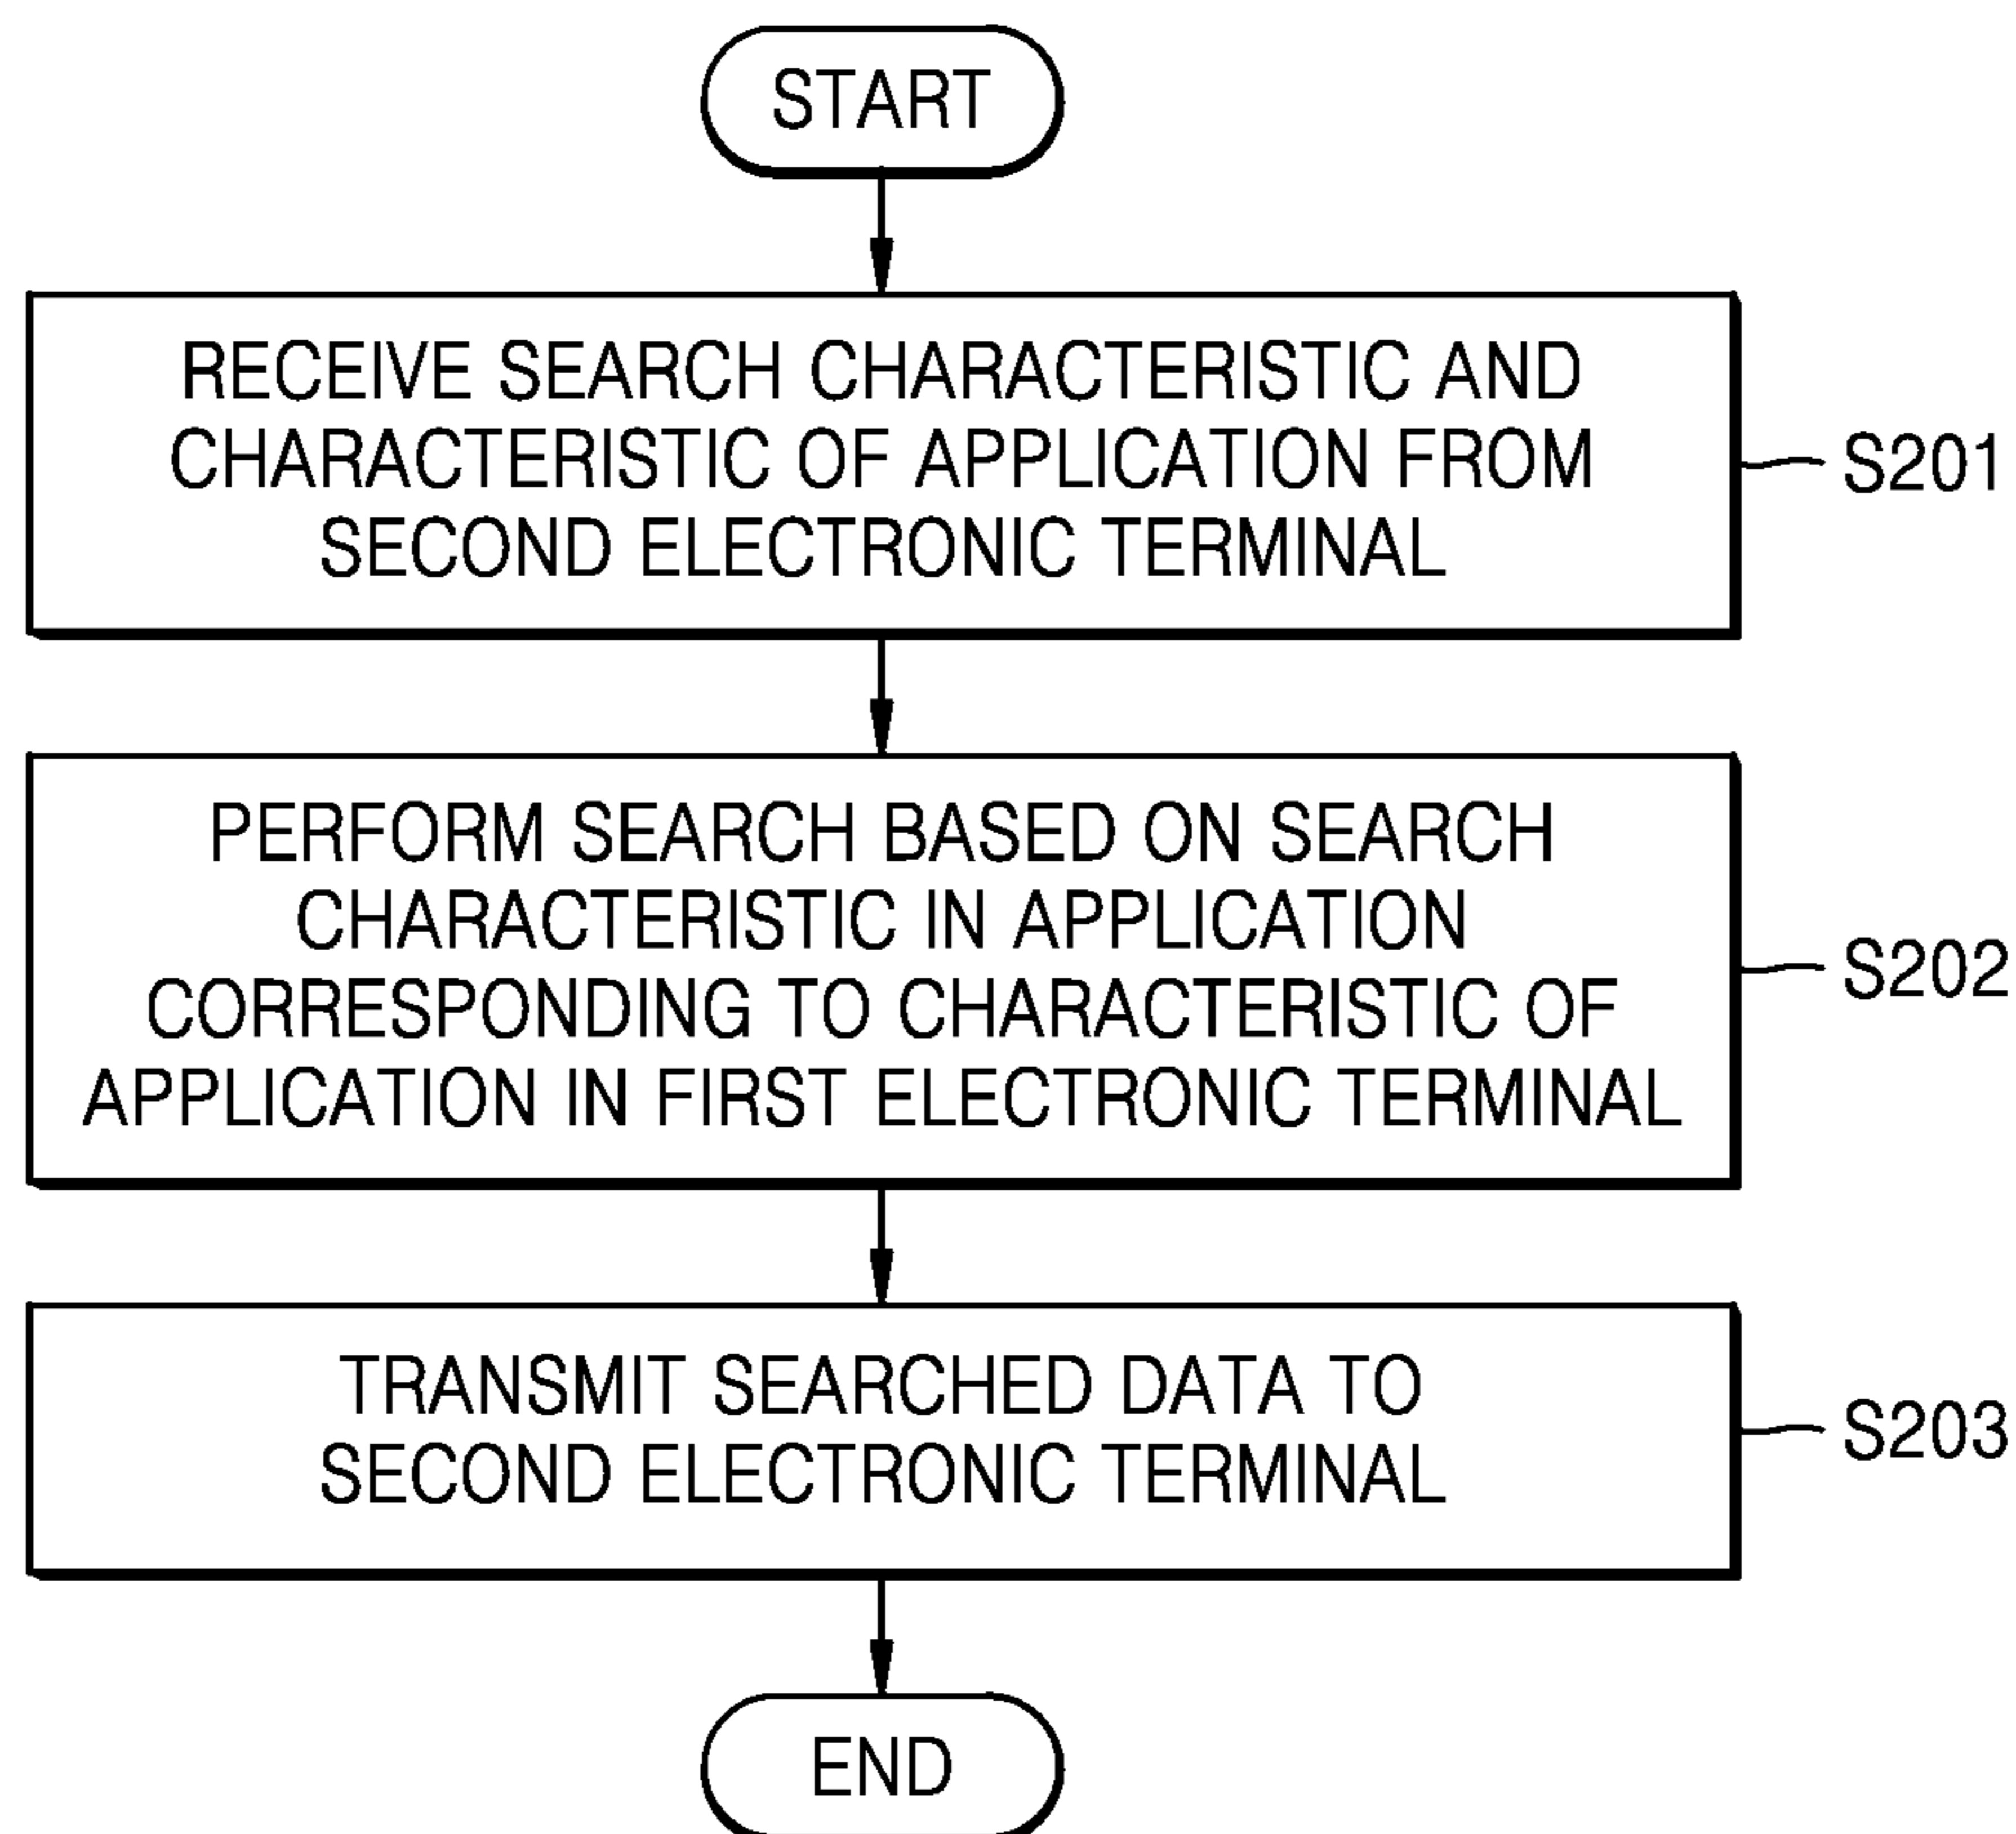 START
RECEIVE SEARCH CHARACTERISTIC AND
CHARACTERISTIC OF APPLICATION FROM
SECOND ELECTRONIC TERMINAL
S201
PERFORM SEARCH BASED ON SEARCH
CHARACTERISTIC IN APPLICATION
CORRESPONDING TO CHARACTERISTIC OF
APPLICATION IN FIRST ELECTRONIC TERMINAL
S202
TRANSMIT SEARCHED DATA TO
SECOND ELECTRONIC TERMINAL
S203
END